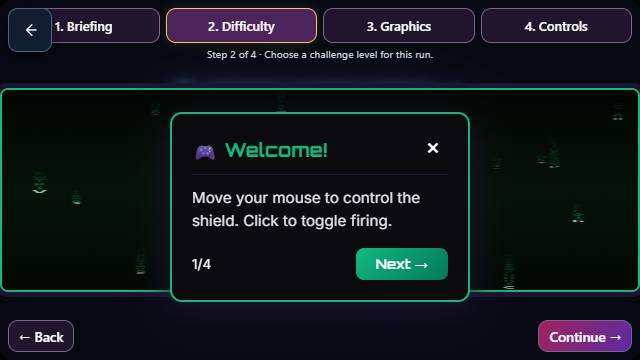 1. Briefing
2. Difficulty
3. Graphics
4. Controls
Step 2 of 4 · Choose a challenge level for this run.
Welcome!
Move your mouse to control the
shield. Click to toggle firing.
1/4
Next →
← Back
Continue →